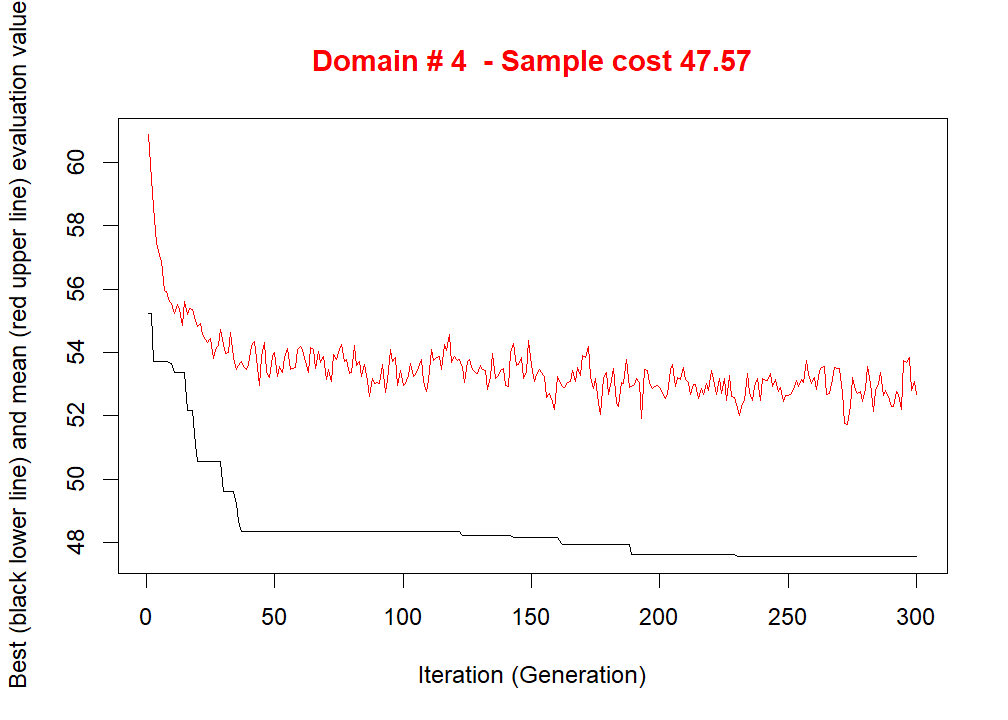 Domain # 4  - Sample cost 47.57
Best (black lower line) and mean (red upper line) evaluation value
60
58
56
54
52
50
48
0 50 100 150 200 250 300
Iteration (Generation)